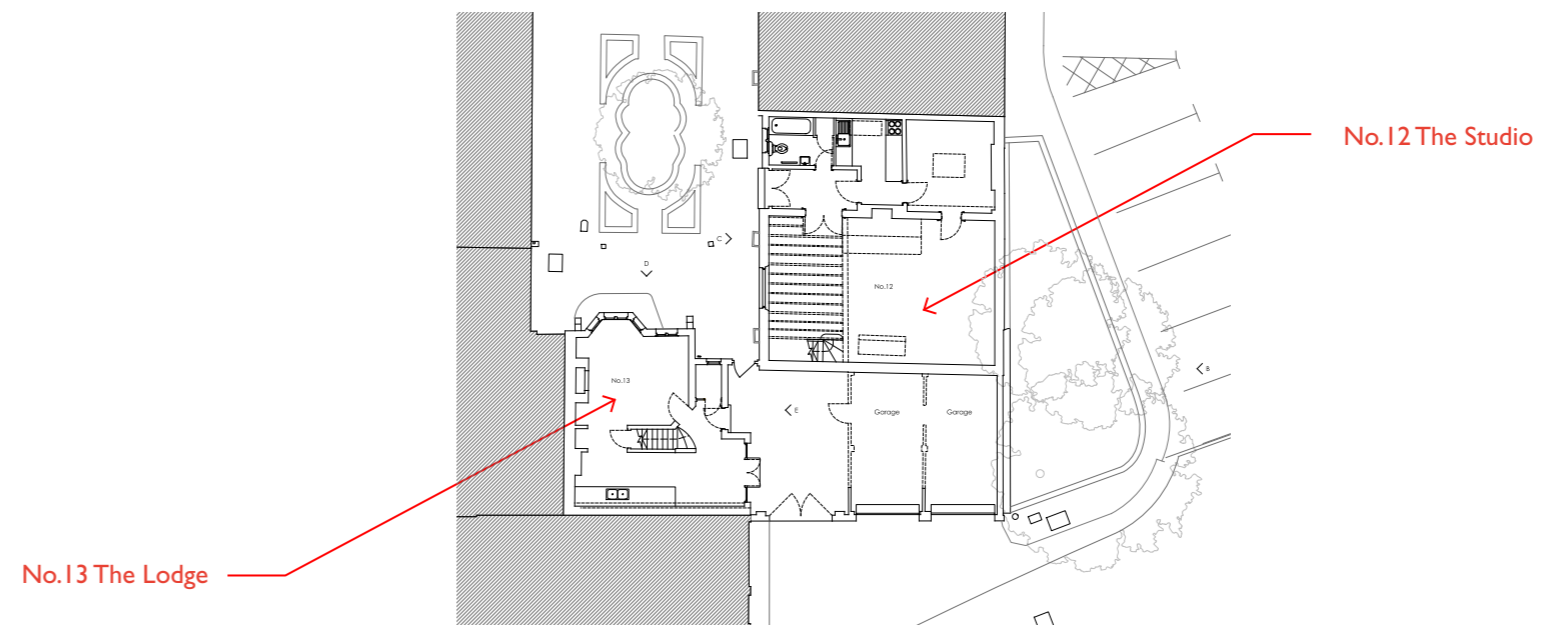 No.12 The Studio
C
D
No.12
B
No.13
E
Garage
Garage
No.13 The Lodge